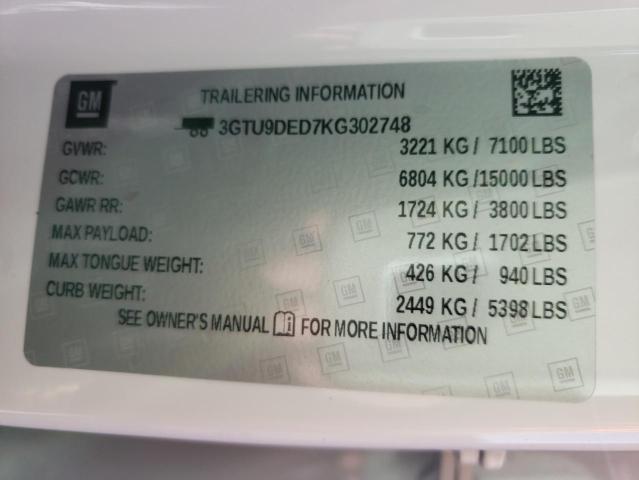 GM
TRAILERING INFORMATION
3GTU9DED7KG302748
GVWR: 3221 KG / 7100 LBS
GCWR: 6804 KG /15000 LBS
GAWR RR: 1724 KG / 3800 LBS
MAX PAYLOAD: 772 KG / 1702 LBS
MAX TONGUE WEIGHT: 426 KG / 940 LBS
CURB WEIGHT: 2449 KG / 5398 LBS
SEE OWNER'S MANUAL FOR MORE INFORMATION